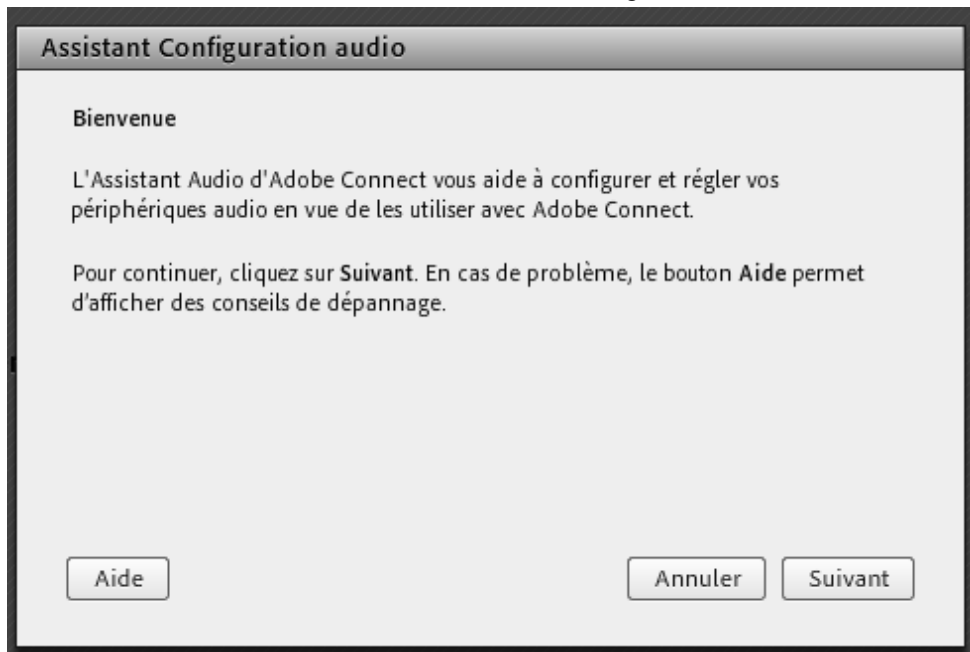 Assistant Configuration audio
Bienvenue
L'Assistant Audio d'Adobe Connect vous aide à configurer et régler vos
périphériques audio en vue de les utiliser avec Adobe Connect.
Pour continuer, cliquez sur Suivant. En cas de problème, le bouton Aide permet
d'afficher des conseils de dépannage.
Aide Annuler Suivant